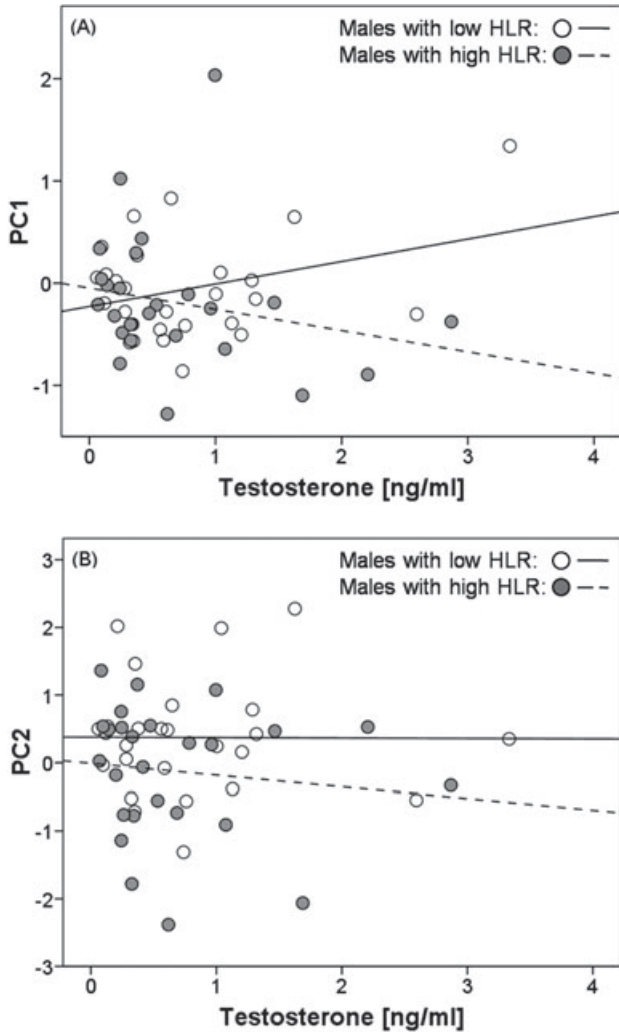 (A)
Males with low HLR:
Males with high HLR:
2
1
0
-1
PC1
0 1 2 3 4
Testosterone [ng/ml]
(B)
Males with low HLR:
Males with high HLR:
3
2
1
0
-1
-2
-3
PC2
0 1 2 3 4
Testosterone [ng/ml]